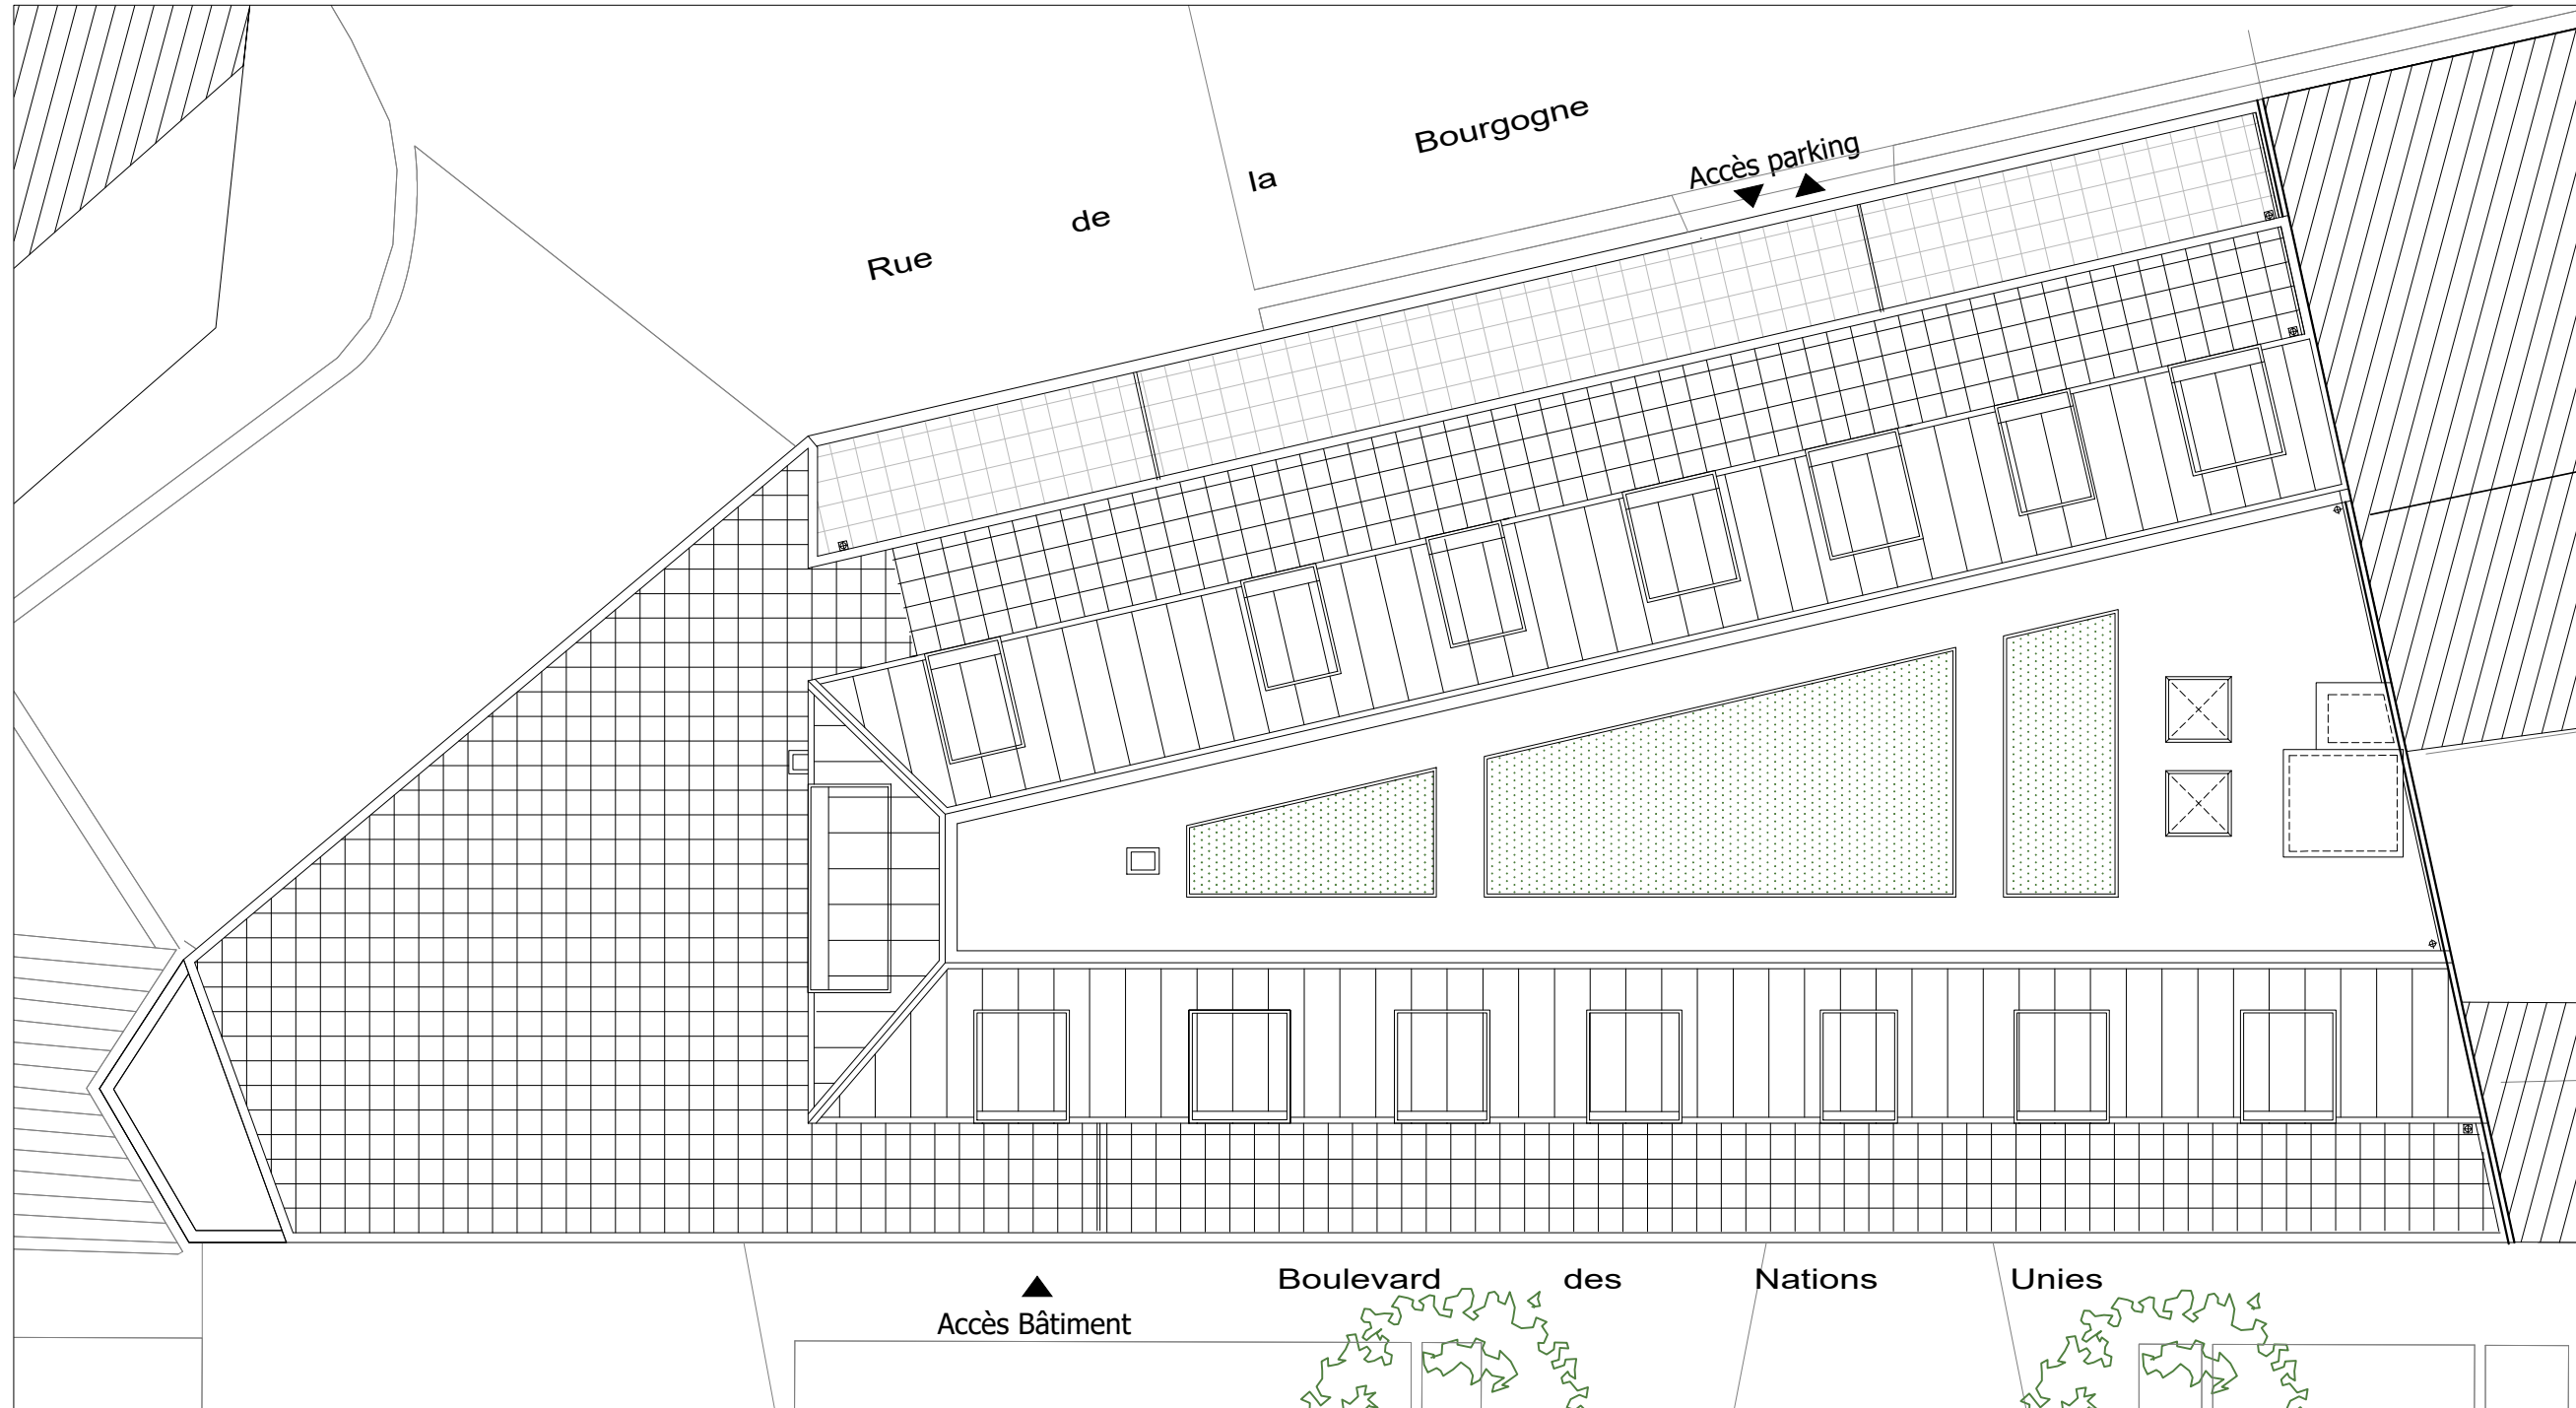 Rue de la Bourgogne
Accès parking
Boulevard des Nations Unies
Accès Bâtiment